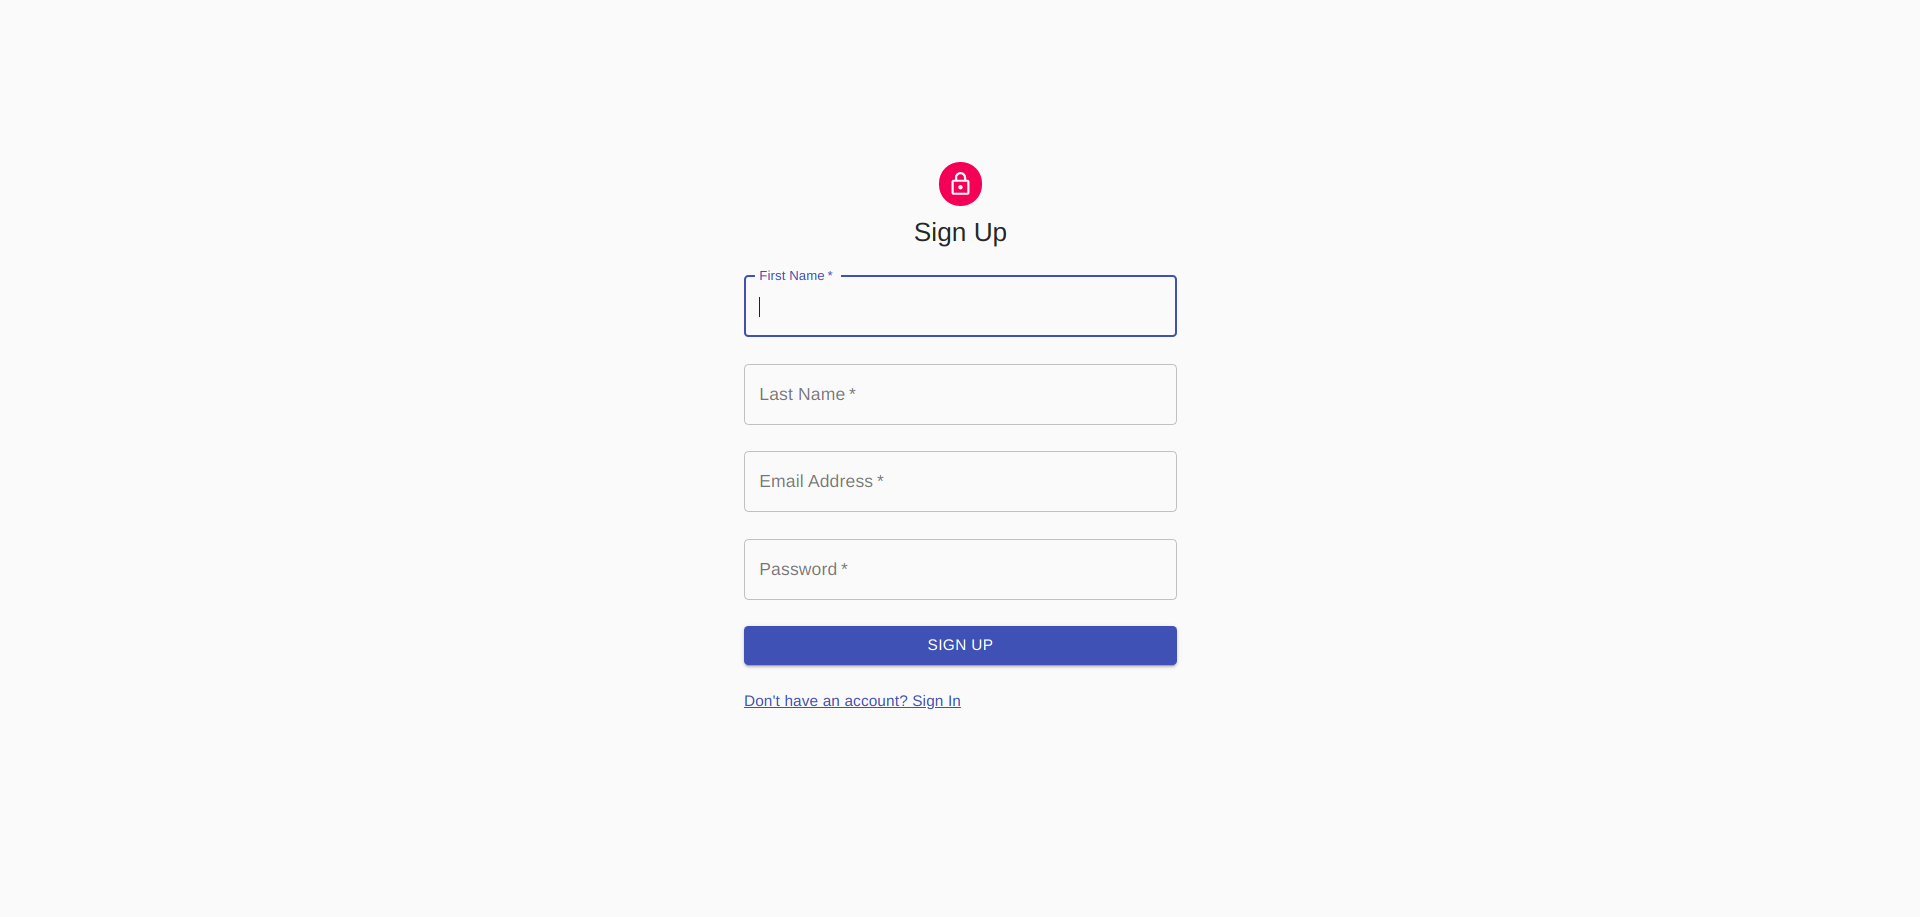 Sign Up
First Name *
Last Name *
Email Address *
Password *
SIGN UP
Don't have an account? Sign In